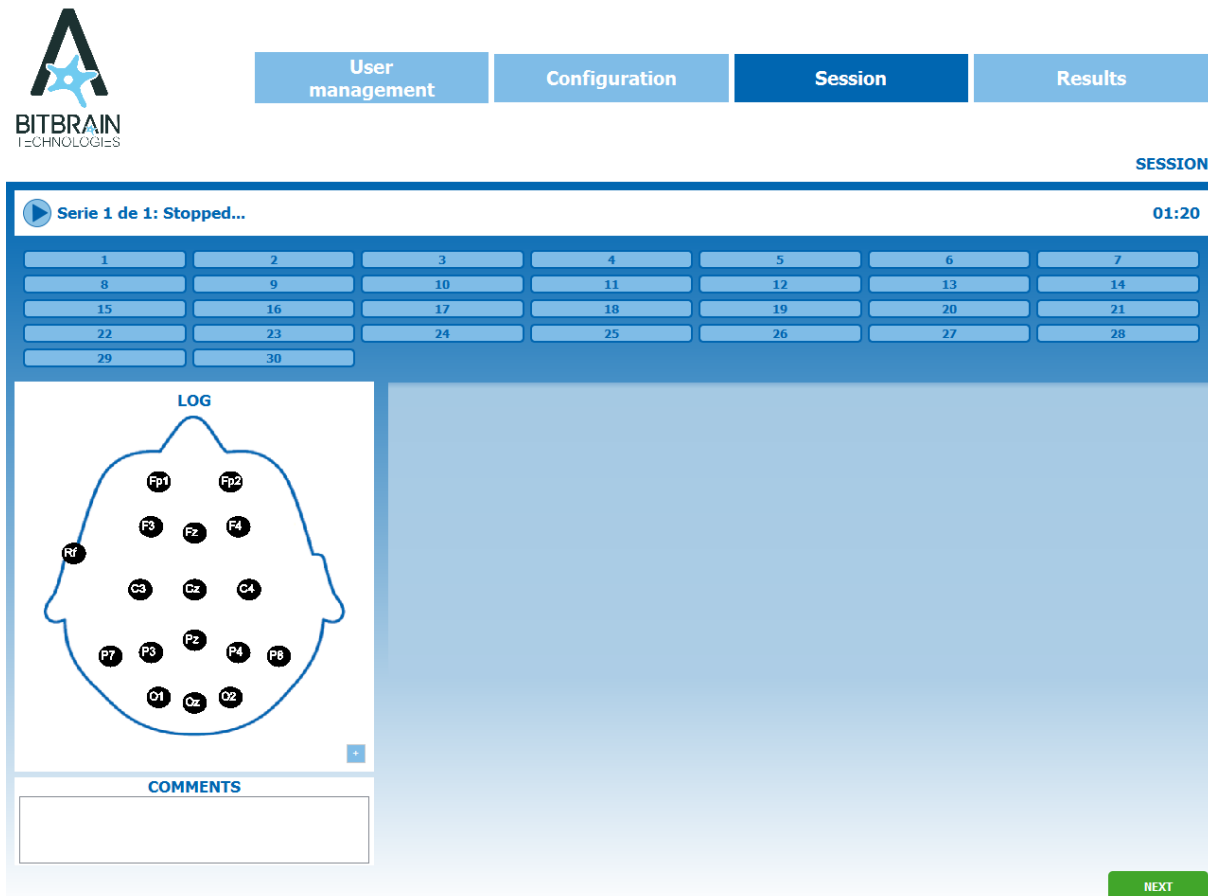 BITBRAIN
TECHNOLOGIES
User
management
Configuration
Session
Results
SESSION
Serie 1 de 1: Stopped...
01:20
1 2 3 4 5 6 7
8 9 10 11 12 13 14
15 16 17 18 19 20 21
22 23 24 25 26 27 28
29 30
LOG
Fp1 Fp2
F3 Fz F4
Rf
C3 Cz C4
Pz
P7 P3 P4 P8
O1 Oz O2
+
COMMENTS
NEXT